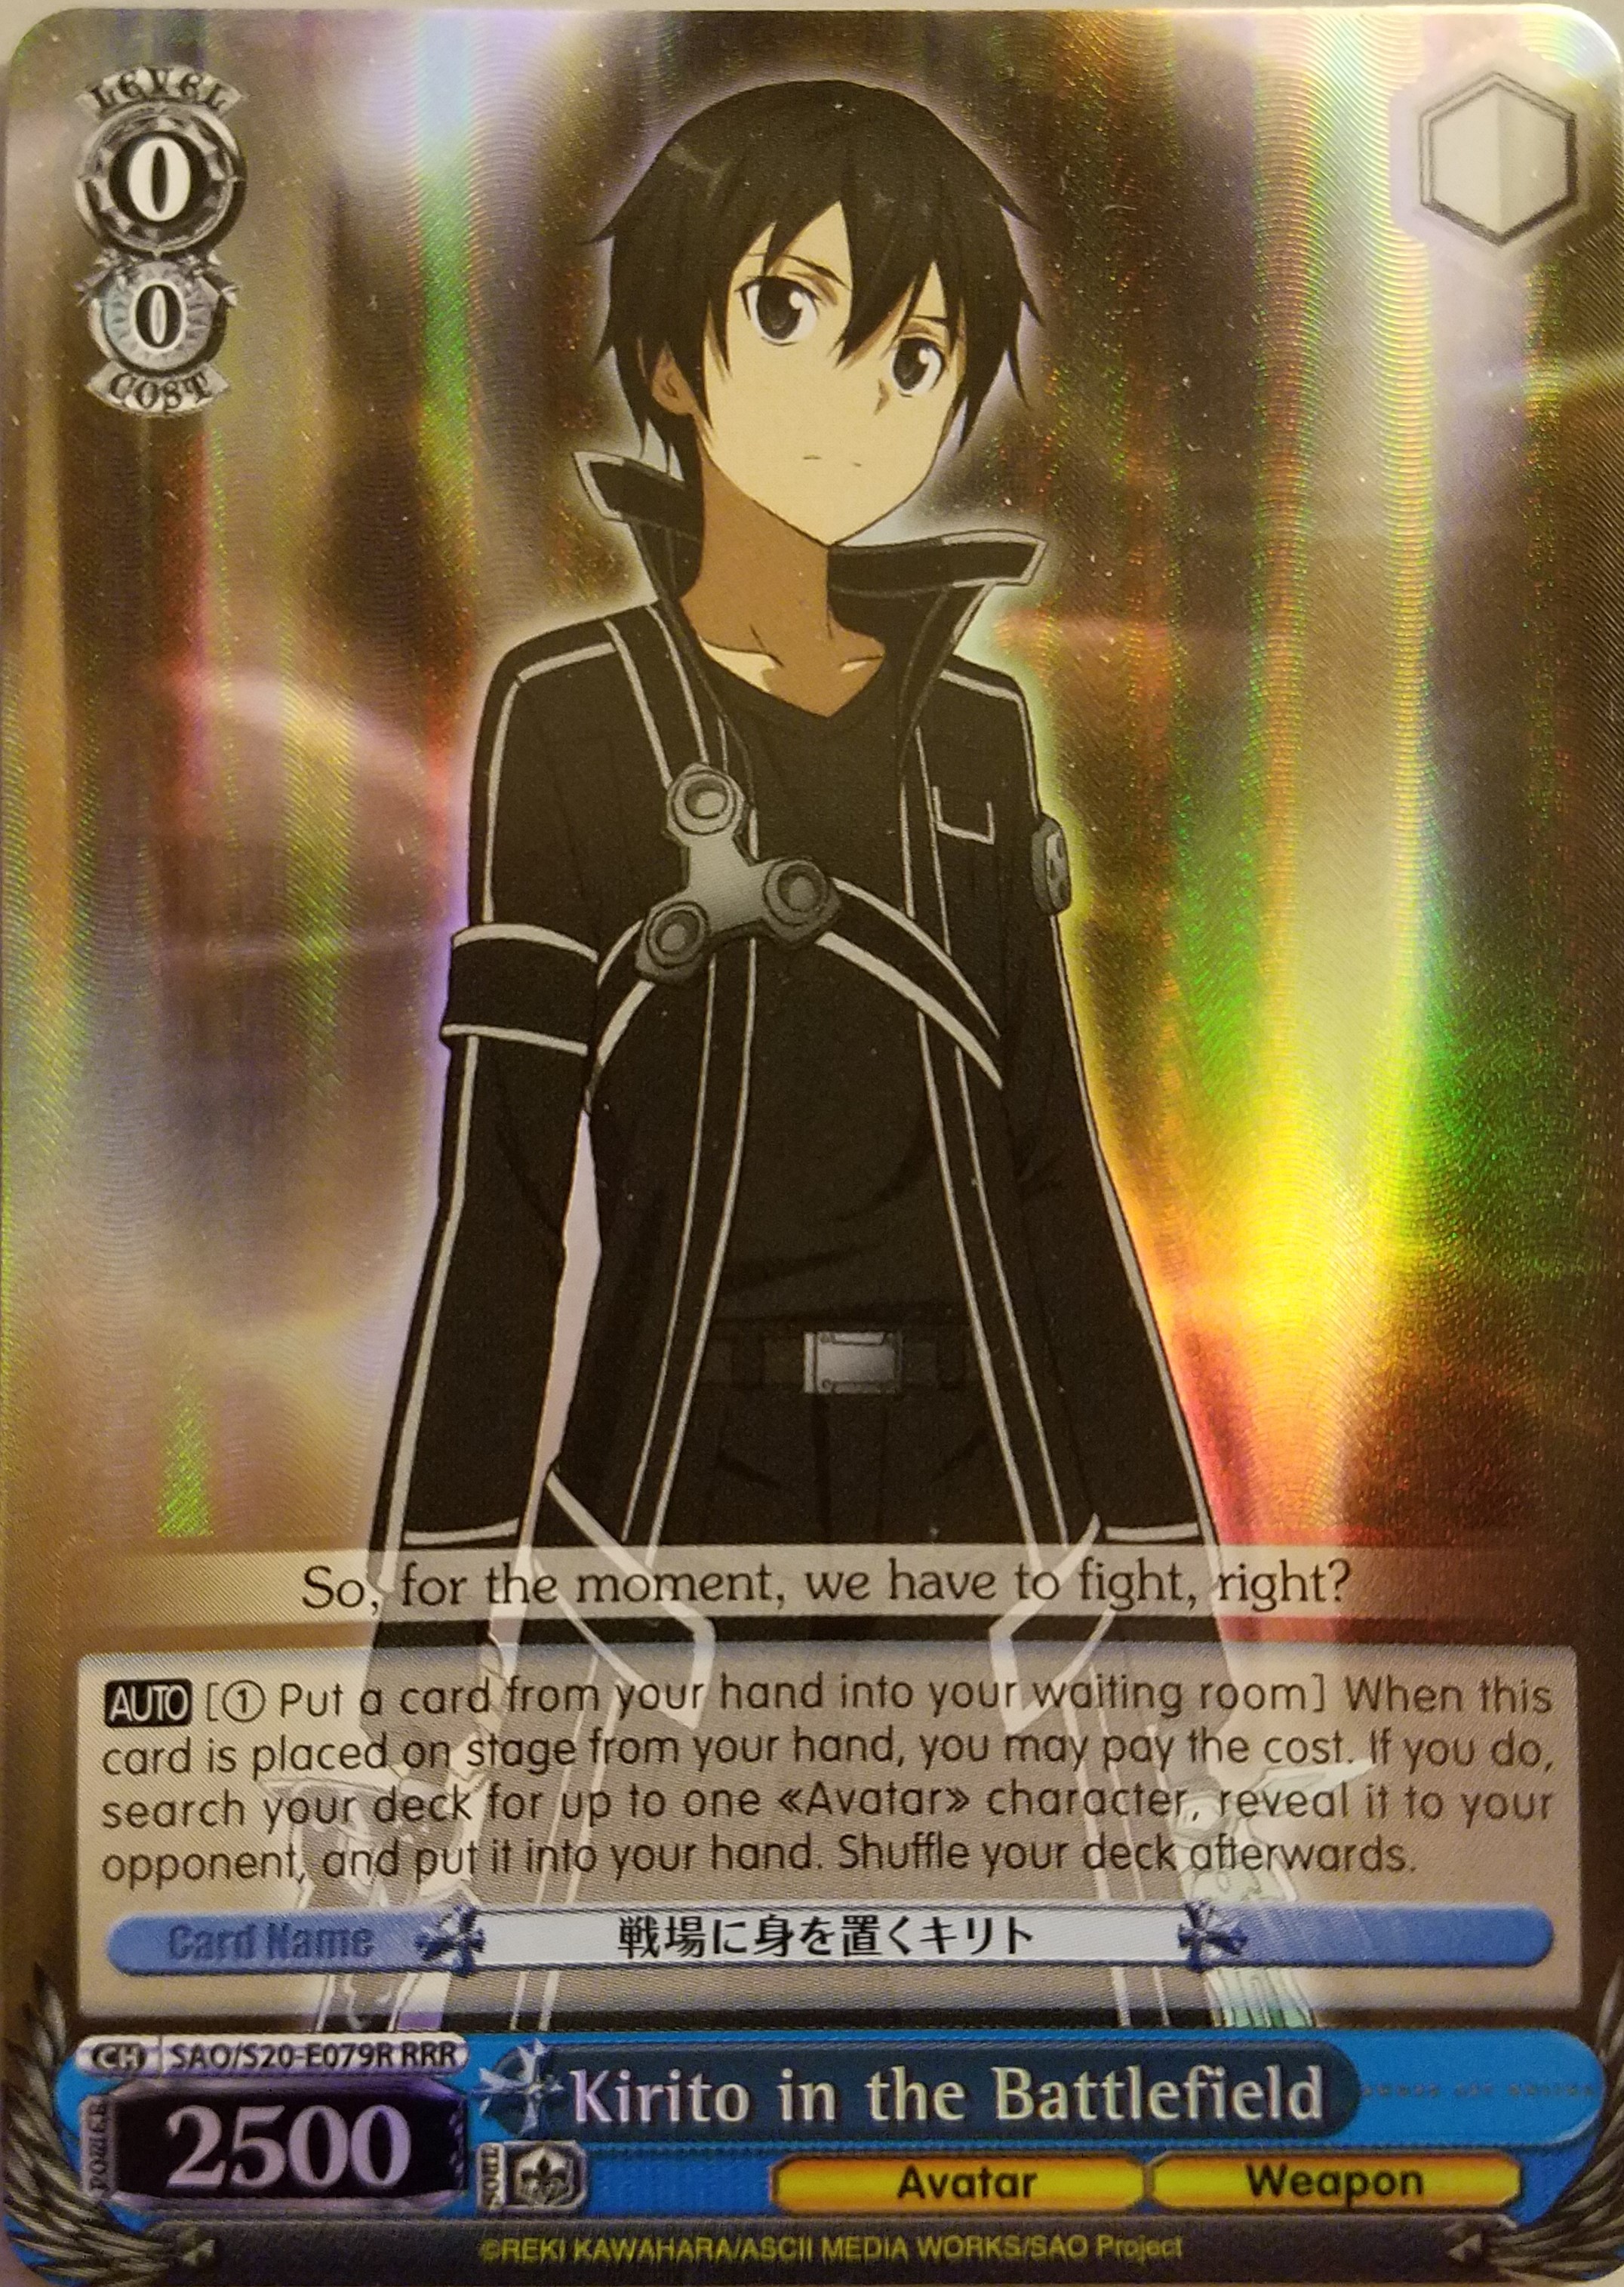 LEVEL
0
0
COST
So, for the moment, we have to fight, right?
AUTO [① Put a card from your hand into your waiting room] When this
card is placed on stage from your hand, you may pay the cost. If you do,
search your deck for up to one «Avatar» character, reveal it to your
opponent, and put it into your hand. Shuffle your deck afterwards.
Card Name 戦場に身を置くキリト
CH SAO/S20-E079R RRR
Kirito in the Battlefield
POWER 2500
SOUL
Avatar Weapon
©REKI KAWAHARA/ASCII MEDIA WORKS/SAO Project